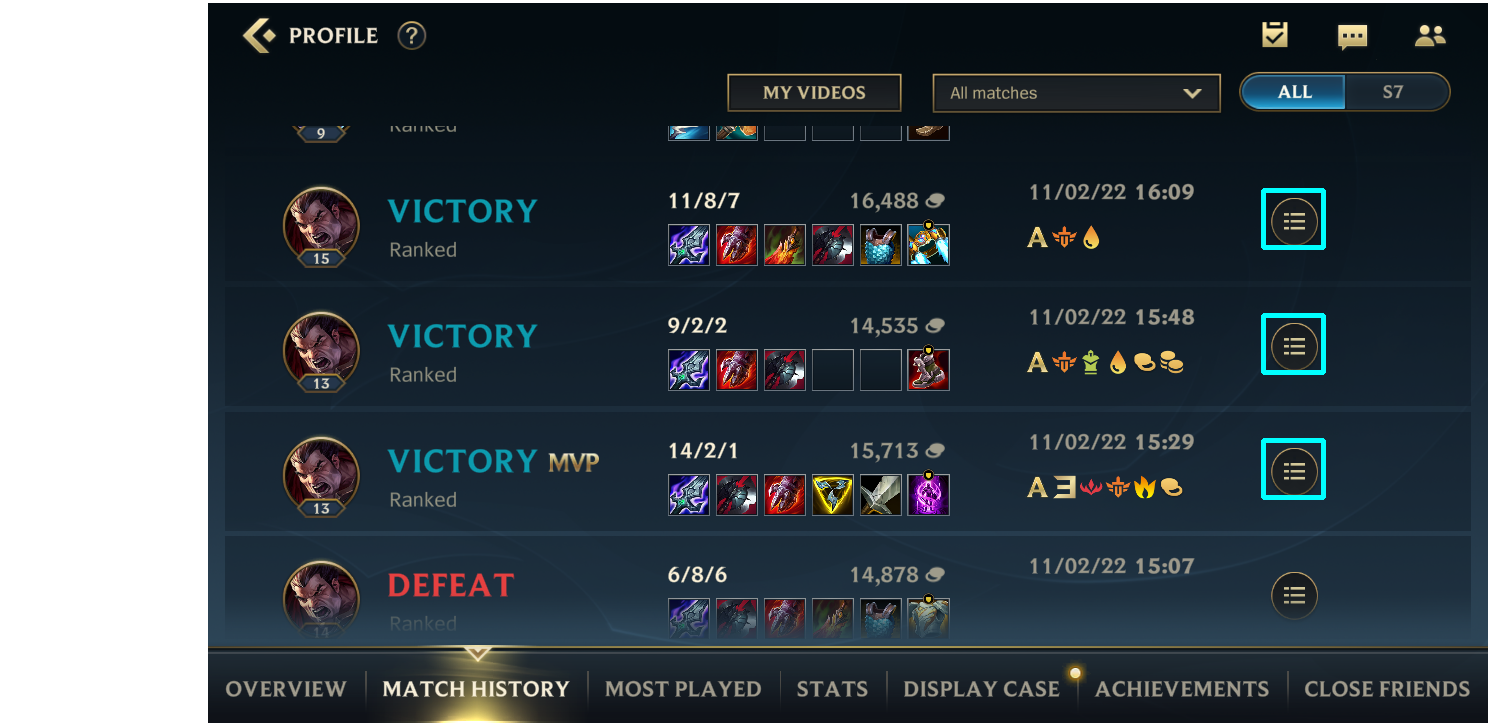 PROFILE ?
MY VIDEOS All matches ALL S7
9 Ranked
VICTORY 11/8/7 16,488 11/02/22 16:09
15 Ranked A
VICTORY 9/2/2 14,535 11/02/22 15:48
13 Ranked A
VICTORY MVP 14/2/1 15,713 11/02/22 15:29
13 Ranked A
DEFEAT 6/8/6 14,878 11/02/22 15:07
14 Ranked
OVERVIEW MATCH HISTORY MOST PLAYED STATS DISPLAY CASE ACHIEVEMENTS CLOSE FRIENDS